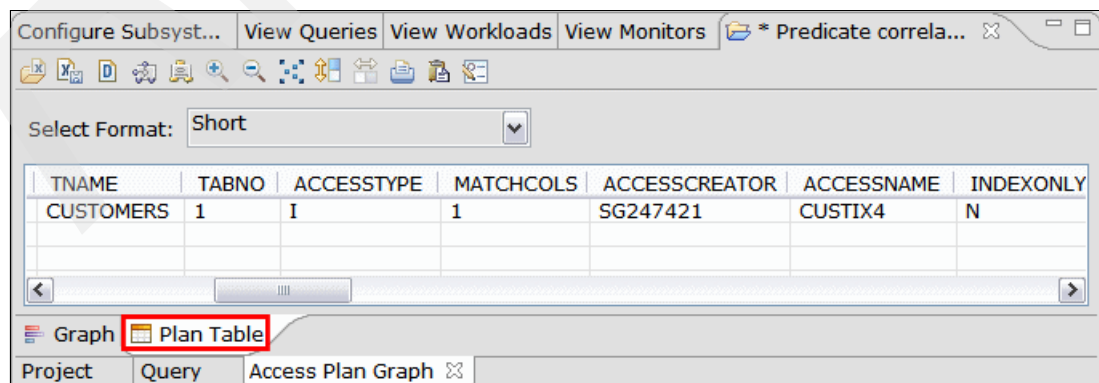 Configure Subsyst... View Queries View Workloads View Monitors * Predicate correla...
Select Format: Short
TNAME TABNO ACCESSTYPE MATCHCOLS ACCESSCREATOR ACCESSNAME INDEXONLY
CUSTOMERS 1 I 1 SG247421 CUSTIX4 N
Graph Plan Table
Project Query Access Plan Graph